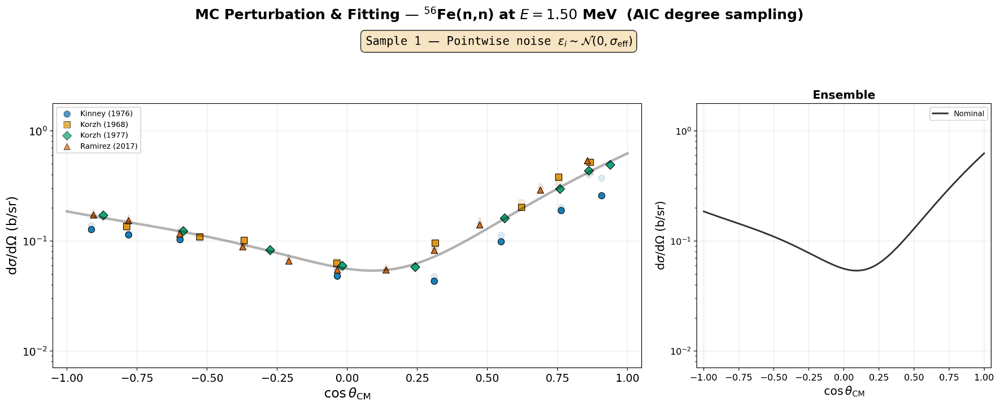 MC Perturbation & Fitting — ⁵⁶Fe(n,n) at E = 1.50 MeV (AIC degree sampling)
Sample 1 — Pointwise noise εᵢ ~ 𝒩(0, σ_eff)
Ensemble
Kinney (1976)
Korzh (1968)
Korzh (1977)
Ramirez (2017)
Nominal
dσ/dΩ (b/sr)
10⁰
10⁻¹
10⁻²
−1.00 −0.75 −0.50 −0.25 0.00 0.25 0.50 0.75 1.00
cos θ_CM
dσ/dΩ (b/sr)
10⁰
10⁻¹
10⁻²
−1.00 −0.75 −0.50 −0.25 0.00 0.25 0.50 0.75 1.00
cos θ_CM